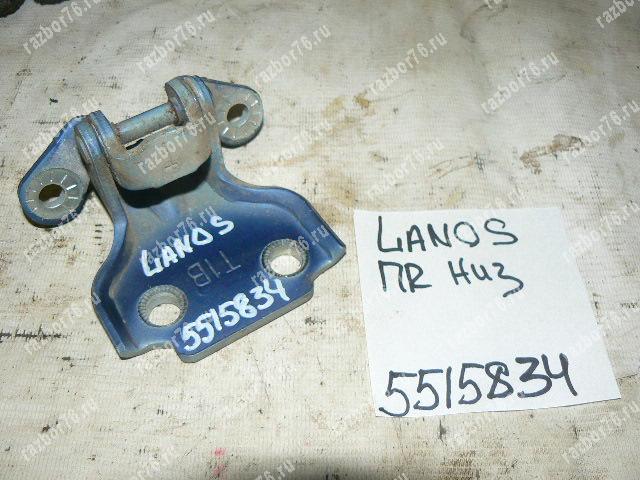 LANOS
T1B
5515834
LANOS
ПR НИЗ
5515834
razbor76.ru